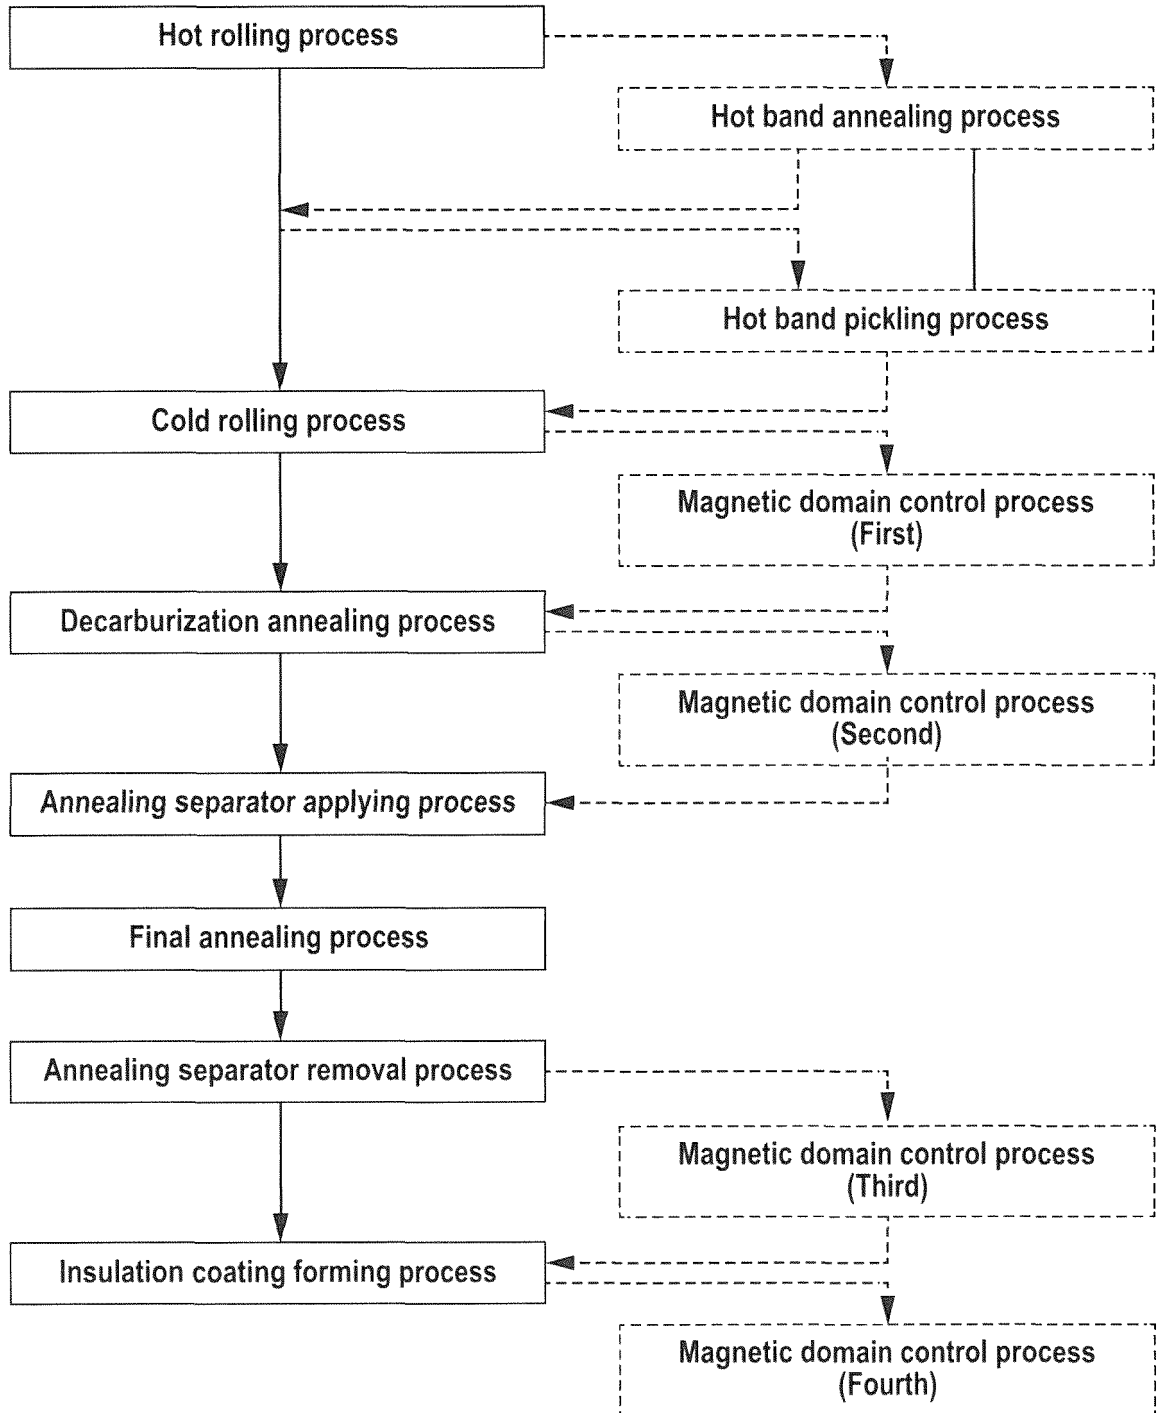 Hot rolling process
Hot band annealing process
Hot band pickling process
Cold rolling process
Magnetic domain control process
(First)
Decarburization annealing process
Magnetic domain control process
(Second)
Annealing separator applying process
Final annealing process
Annealing separator removal process
Magnetic domain control process
(Third)
Insulation coating forming process
Magnetic domain control process
(Fourth)